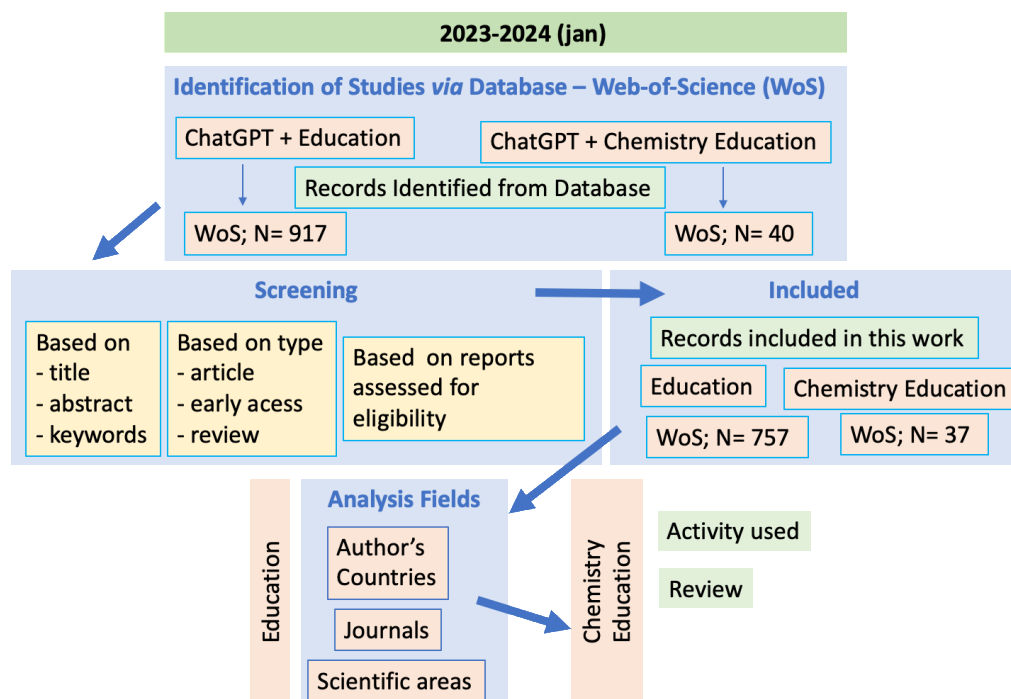 2023-2024 (jan)
Identification of Studies via Database – Web-of-Science (WoS)
ChatGPT + Education
ChatGPT + Chemistry Education
Records Identified from Database
WoS; N= 917
WoS; N= 40
Screening
Based on
- title
- abstract
- keywords
Based on type
- article
- early acess
- review
Based on reports
assessed for
eligibility
Included
Records included in this work
Education
Chemistry Education
WoS; N= 757
WoS; N= 37
Education
Analysis Fields
Author's
Countries
Journals
Scientific areas
Chemistry
Education
Activity used
Review